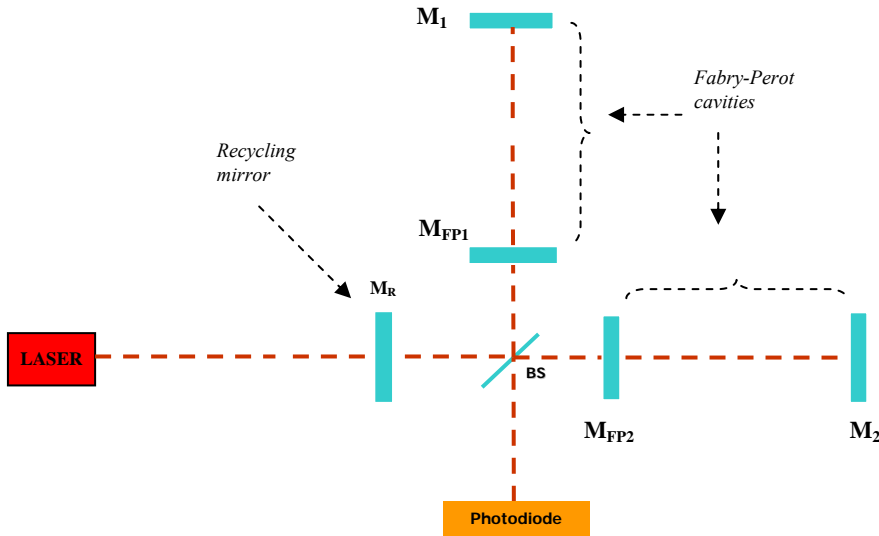 M1
Fabry-Perot
cavities
Recycling
mirror
MFP1
MR
LASER
BS
MFP2
M2
Photodiode